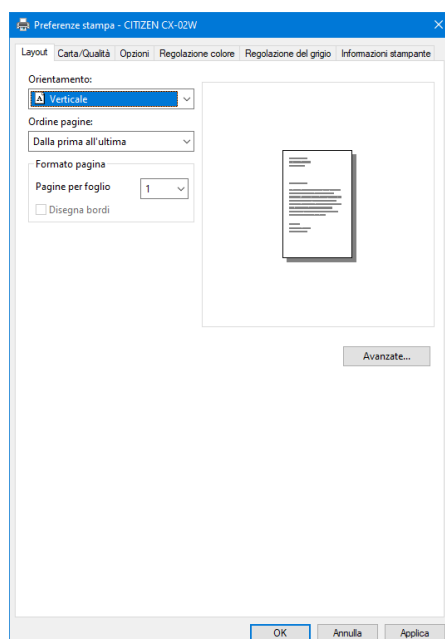 Preferenze stampa - CITIZEN CX-02W
Layout Carta/Qualità Opzioni Regolazione colore Regolazione del grigio Informazioni stampante
Orientamento:
A Verticale
Ordine pagine:
Dalla prima all'ultima
Formato pagina
Pagine per foglio 1
Disegna bordi
Avanzate...
OK Annulla Applica